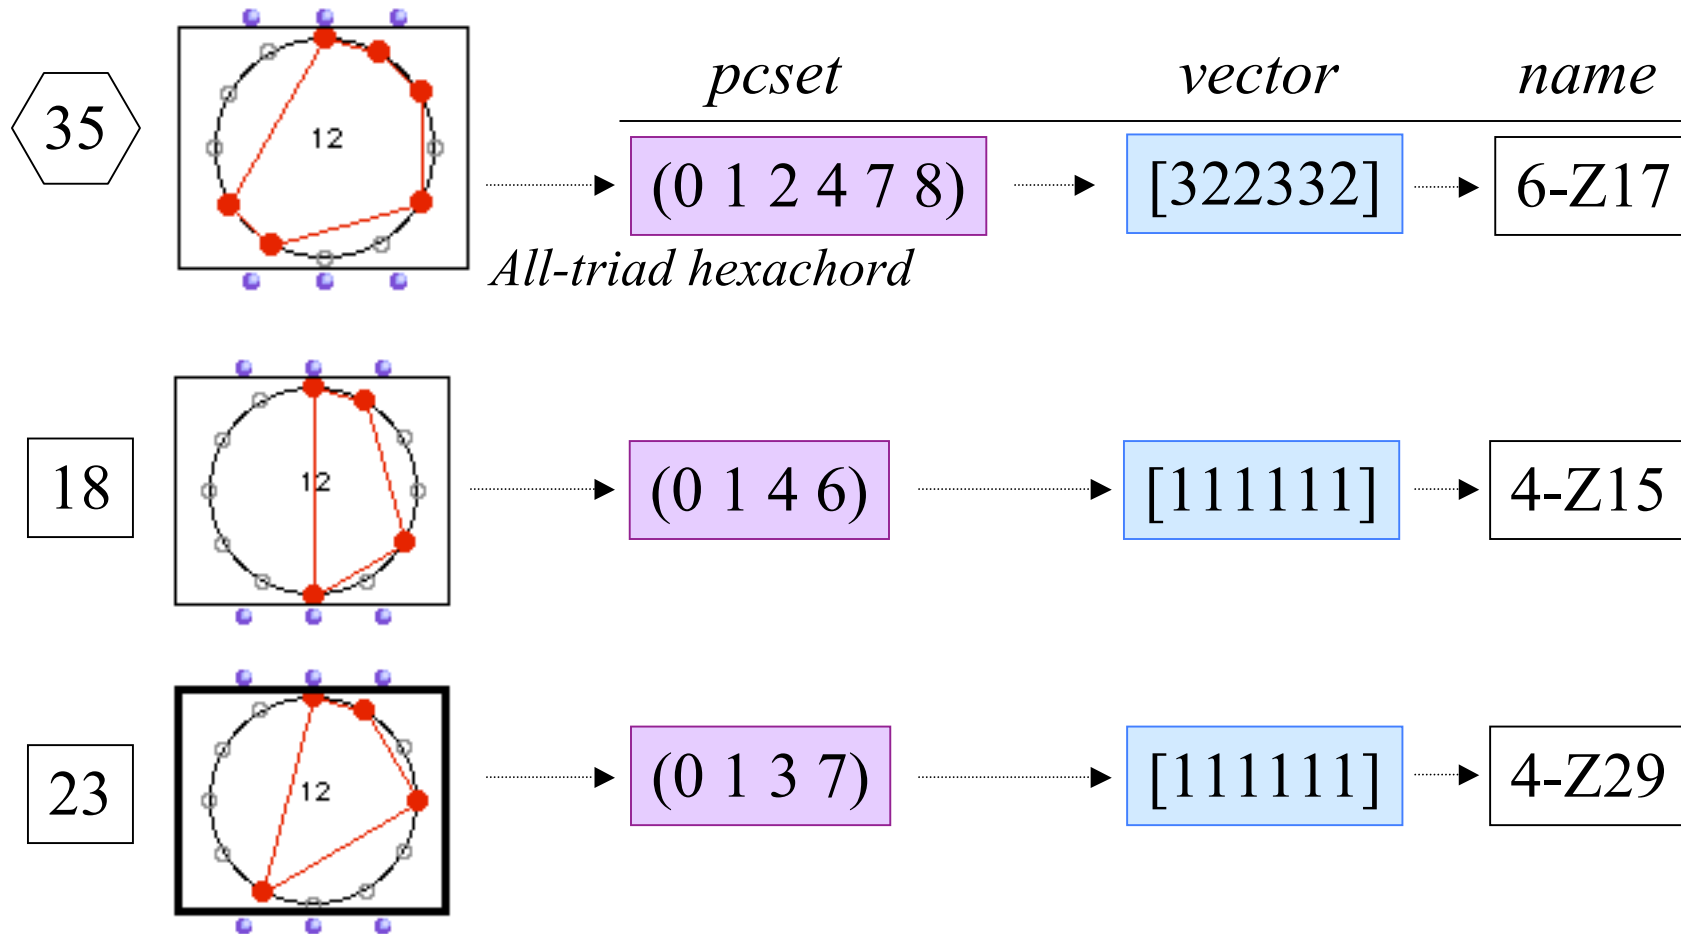 pcset vector name
35 12 (0 1 2 4 7 8) [322332] 6-Z17
All-triad hexachord
18 12 (0 1 4 6) [111111] 4-Z15
23 12 (0 1 3 7) [111111] 4-Z29